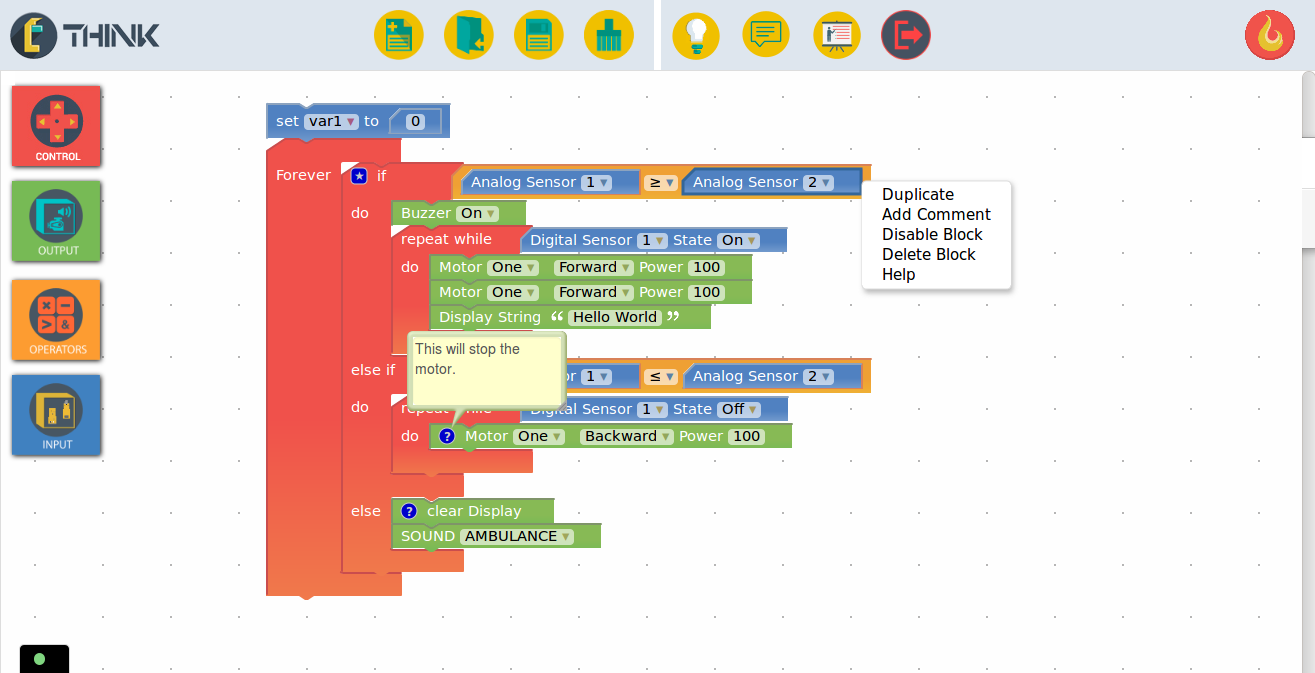 THINK
CONTROL
OUTPUT
OPERATORS
INPUT
set var1 ▾ to 0
Forever
if Analog Sensor 1 ▾ ≥ ▾ Analog Sensor 2 ▾
do Buzzer On ▾
repeat while Digital Sensor 1 ▾ State On ▾
do Motor One ▾ Forward ▾ Power 100
Motor One ▾ Forward ▾ Power 100
Display String “ Hello World ”
This will stop the
motor.
else if 1 ▾ ≤ ▾ Analog Sensor 2 ▾
do repeat while Digital Sensor 1 ▾ State Off ▾
do ? Motor One ▾ Backward ▾ Power 100
else ? clear Display
SOUND AMBULANCE ▾
Duplicate
Add Comment
Disable Block
Delete Block
Help